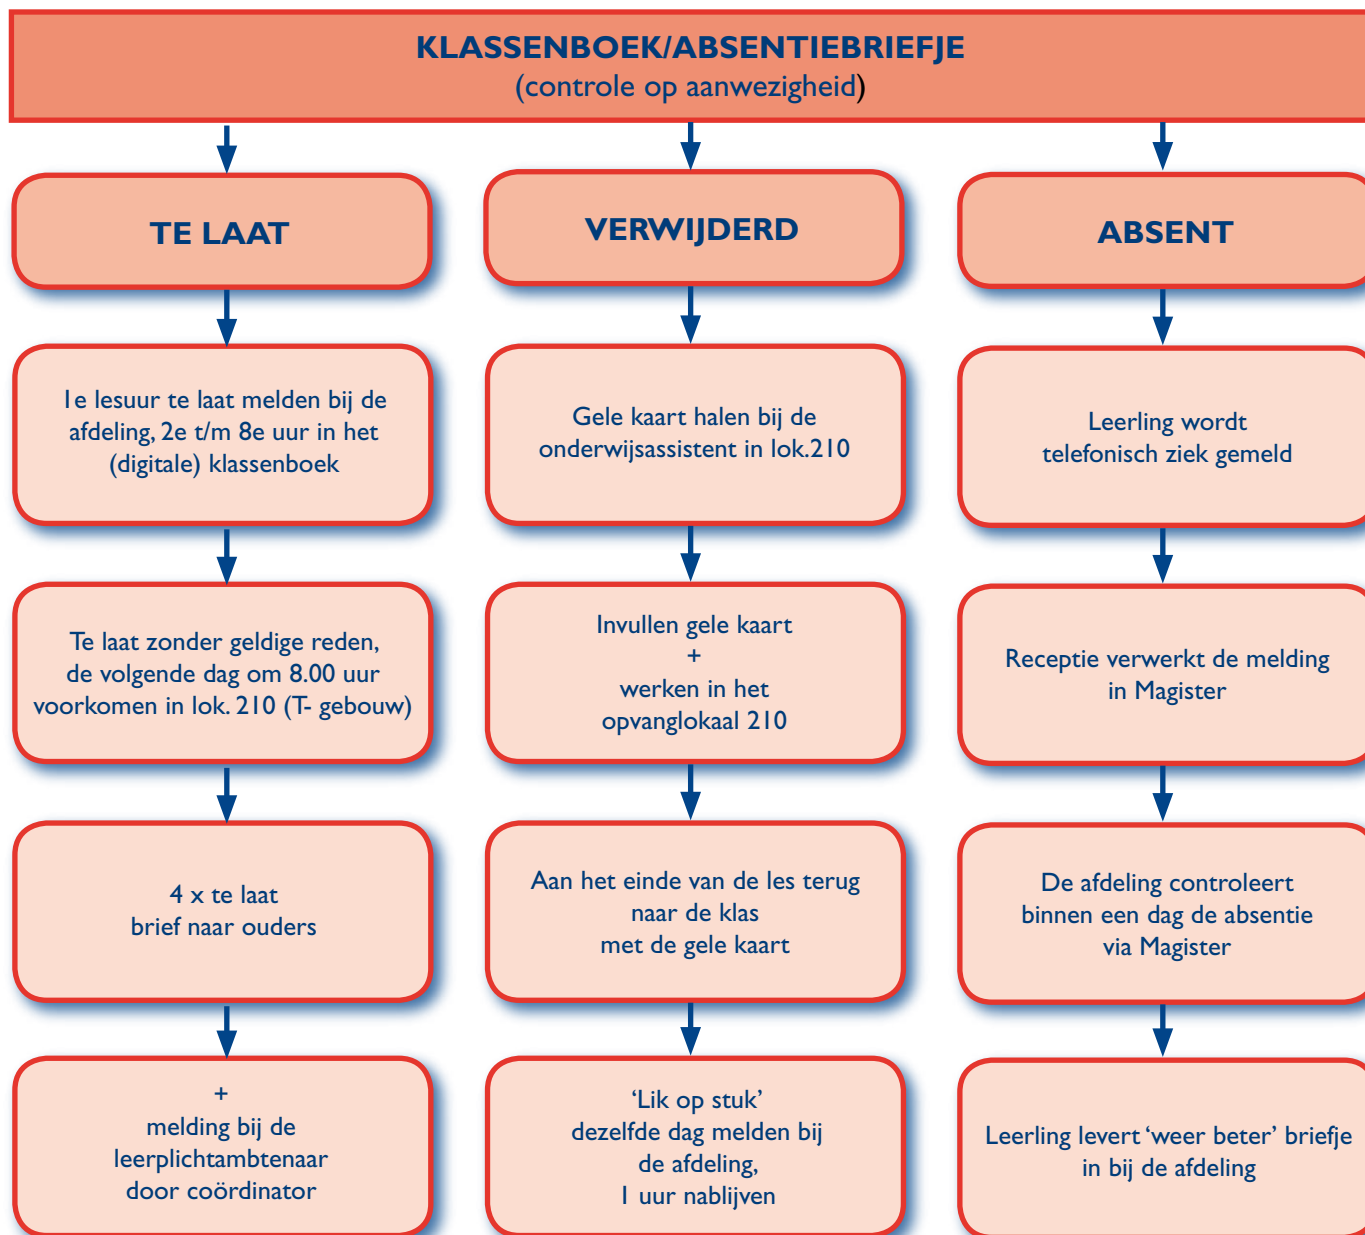 KLASSENBOEK/ABSENTIEBRIEFJE
(controle op aanwezigheid)
TE LAAT
1e lesuur te laat melden bij de
afdeling, 2e t/m 8e uur in het
(digitale) klassenboek
Te laat zonder geldige reden,
de volgende dag om 8.00 uur
voorkomen in lok. 210 (T- gebouw)
4 x te laat
brief naar ouders
+
melding bij de
leerplichtambtenaar
door coördinator
VERWIJDERD
Gele kaart halen bij de
onderwijsassistent in lok.210
Invullen gele kaart
+
werken in het
opvanglokaal 210
Aan het einde van de les terug
naar de klas
met de gele kaart
‘Lik op stuk’
dezelfde dag melden bij
de afdeling,
1 uur nablijven
ABSENT
Leerling wordt
telefonisch ziek gemeld
Receptie verwerkt de melding
in Magister
De afdeling controleert
binnen een dag de absentie
via Magister
Leerling levert ‘weer beter’ briefje
in bij de afdeling